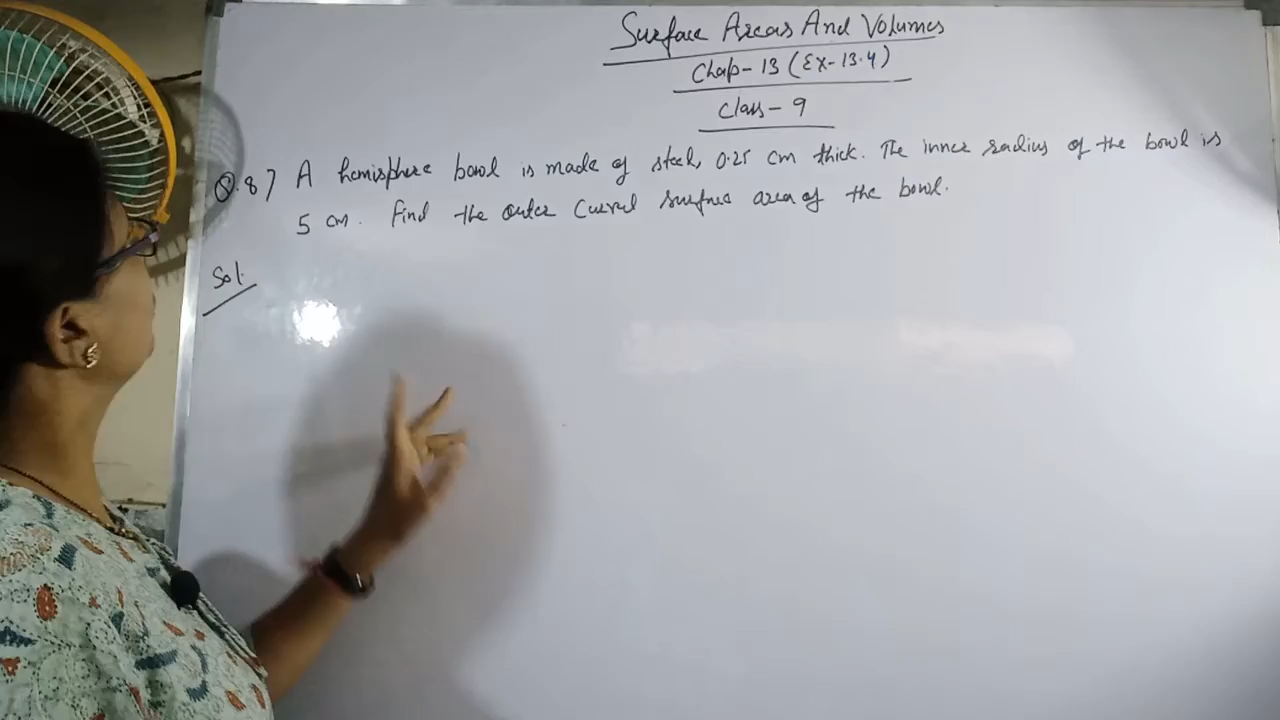 Surface Areas And Volumes
Chap-13 (Ex-13.4)
Class-9
Q.8) A hemisphere bowl is made of steel, 0.25 cm thick. The inner radius of the bowl is
5 cm. Find the outer curved surface area of the bowl.
Sol.